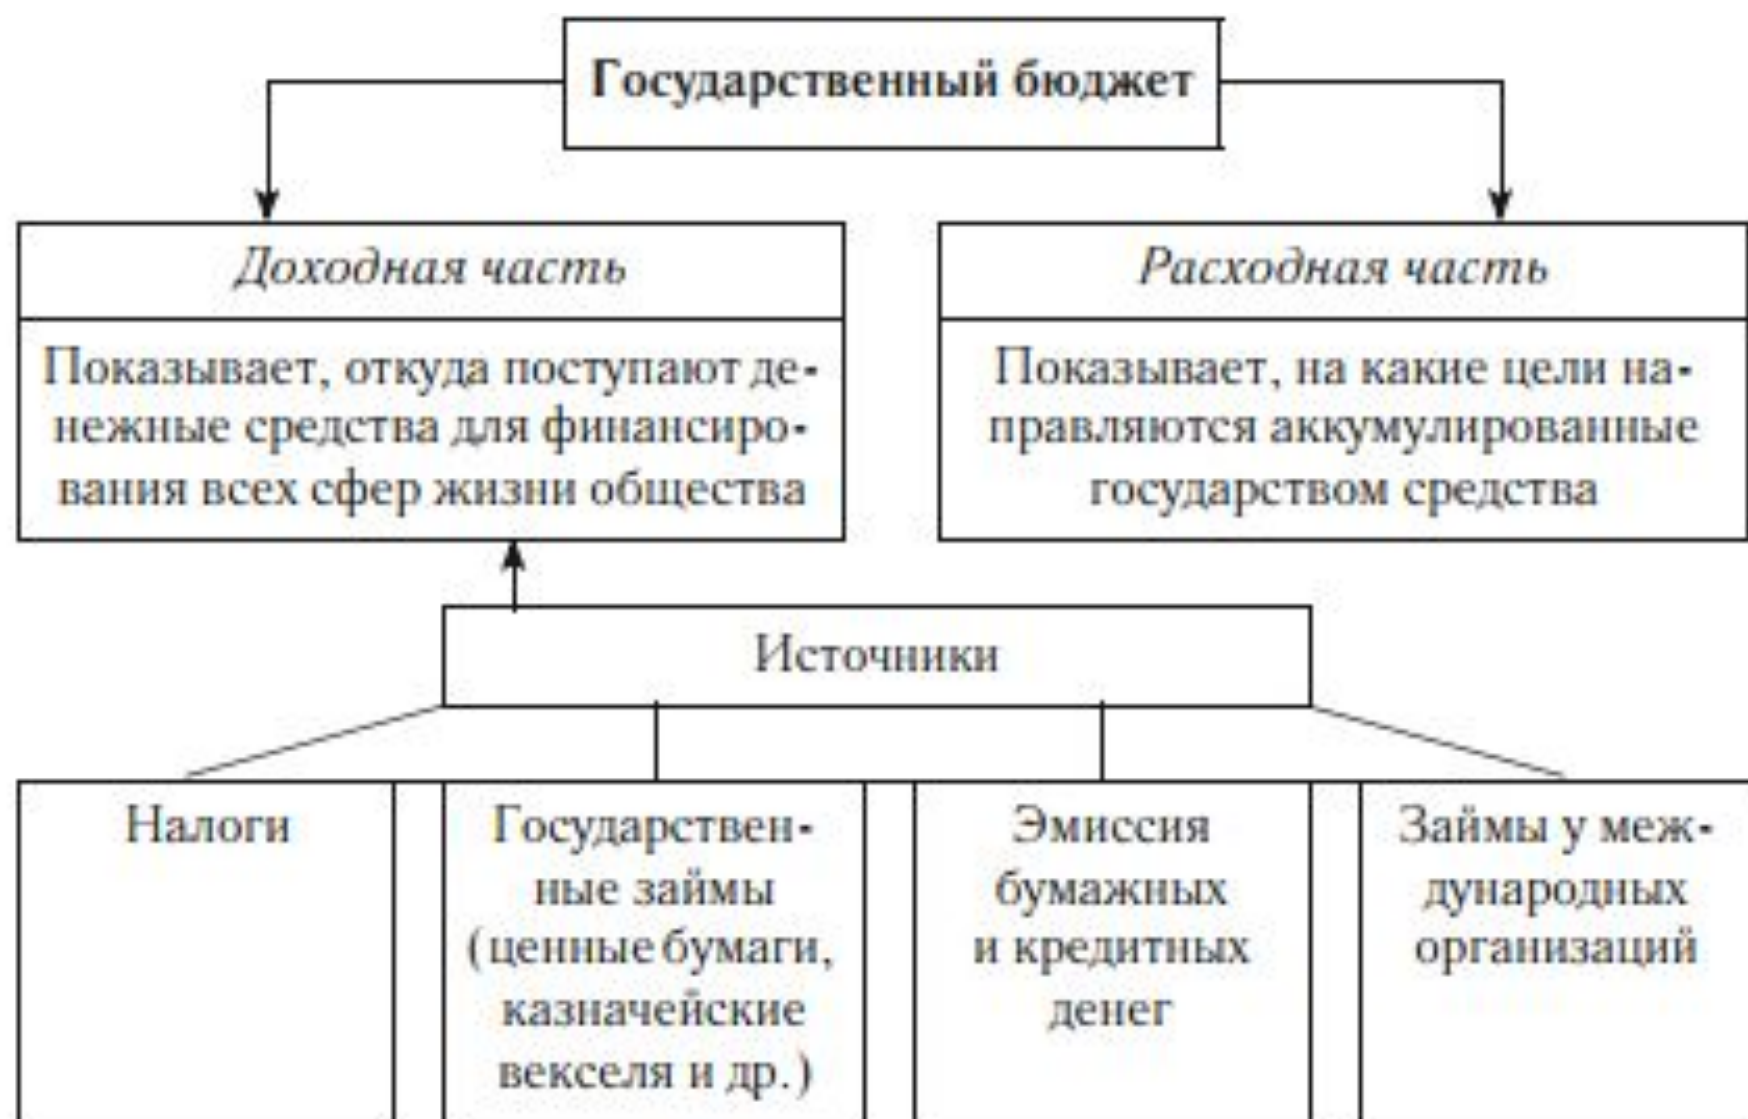 Государственный бюджет
Доходная часть
Показывает, откуда поступают де-
нежные средства для финансиро-
вания всех сфер жизни общества
Расходная часть
Показывает, на какие цели на-
правляются аккумулированные
государством средства
Источники
Налоги
Государствен-
ные займы
(ценные бумаги,
казначейские
векселя и др.)
Эмиссия
бумажных
и кредитных
денег
Займы у меж-
дународных
организаций